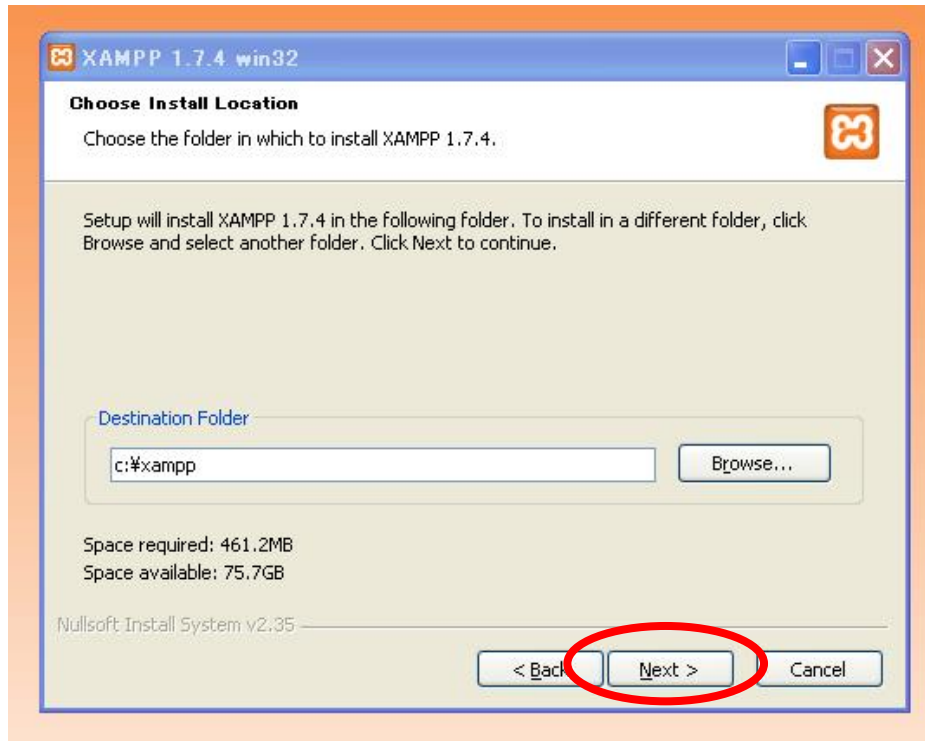 XAMPP 1.7.4 win32
Choose Install Location
Choose the folder in which to install XAMPP 1.7.4.
Setup will install XAMPP 1.7.4 in the following folder. To install in a different folder, click
Browse and select another folder. Click Next to continue.
Destination Folder
c:¥xampp
Browse...
Space required: 461.2MB
Space available: 75.7GB
Nullsoft Install System v2.35
< Back Next > Cancel